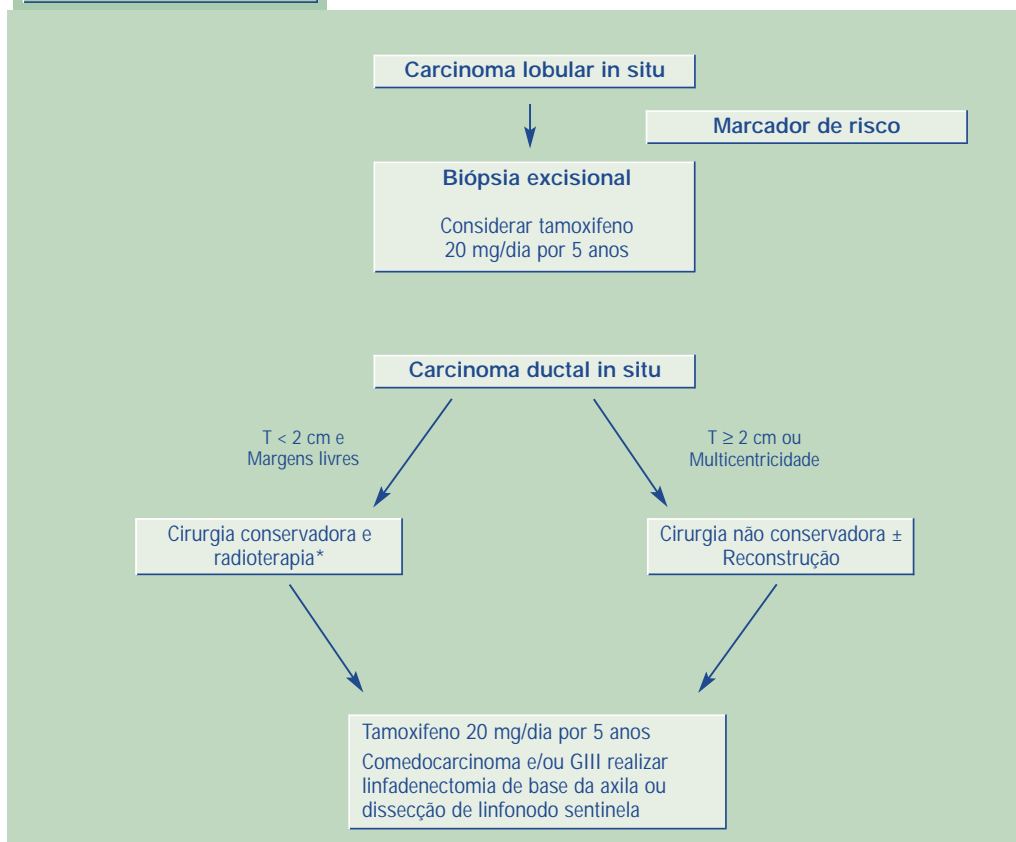 Carcinoma lobular in situ
Marcador de risco
Biópsia excisional
Considerar tamoxifeno
20 mg/dia por 5 anos
Carcinoma ductal in situ
T < 2 cm e
Margens livres
T ≥ 2 cm ou
Multicentricidade
Cirurgia conservadora e
radioterapia*
Cirurgia não conservadora ±
Reconstrução
Tamoxifeno 20 mg/dia por 5 anos
Comedocarcinoma e/ou GIII realizar
linfadenectomia de base da axila ou
dissecção de linfonodo sentinela